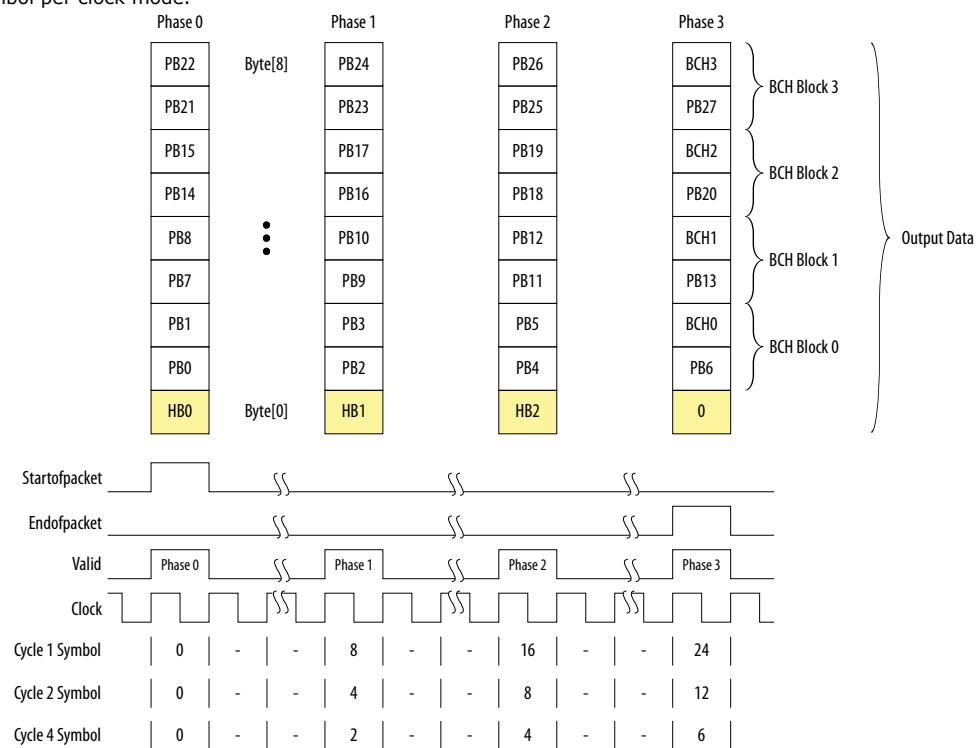 mbol per clock mode.
Phase 0 Phase 1 Phase 2 Phase 3
PB22 Byte[8] PB24 PB26 BCH3
BCH Block 3
PB21 PB23 PB25 PB27
PB15 PB17 PB19 BCH2
BCH Block 2
PB14 PB16 PB18 PB20
PB8 PB10 PB12 BCH1
Output Data
BCH Block 1
PB7 PB9 PB11 PB13
PB1 PB3 PB5 BCH0
BCH Block 0
PB0 PB2 PB4 PB6
HB0 Byte[0] HB1 HB2 0
Startofpacket
Endofpacket
Valid Phase 0 Phase 1 Phase 2 Phase 3
Clock
Cycle 1 Symbol 0 - - 8 - - 16 - - 24
Cycle 2 Symbol 0 - - 4 - - 8 - - 12
Cycle 4 Symbol 0 - - 2 - - 4 - - 6